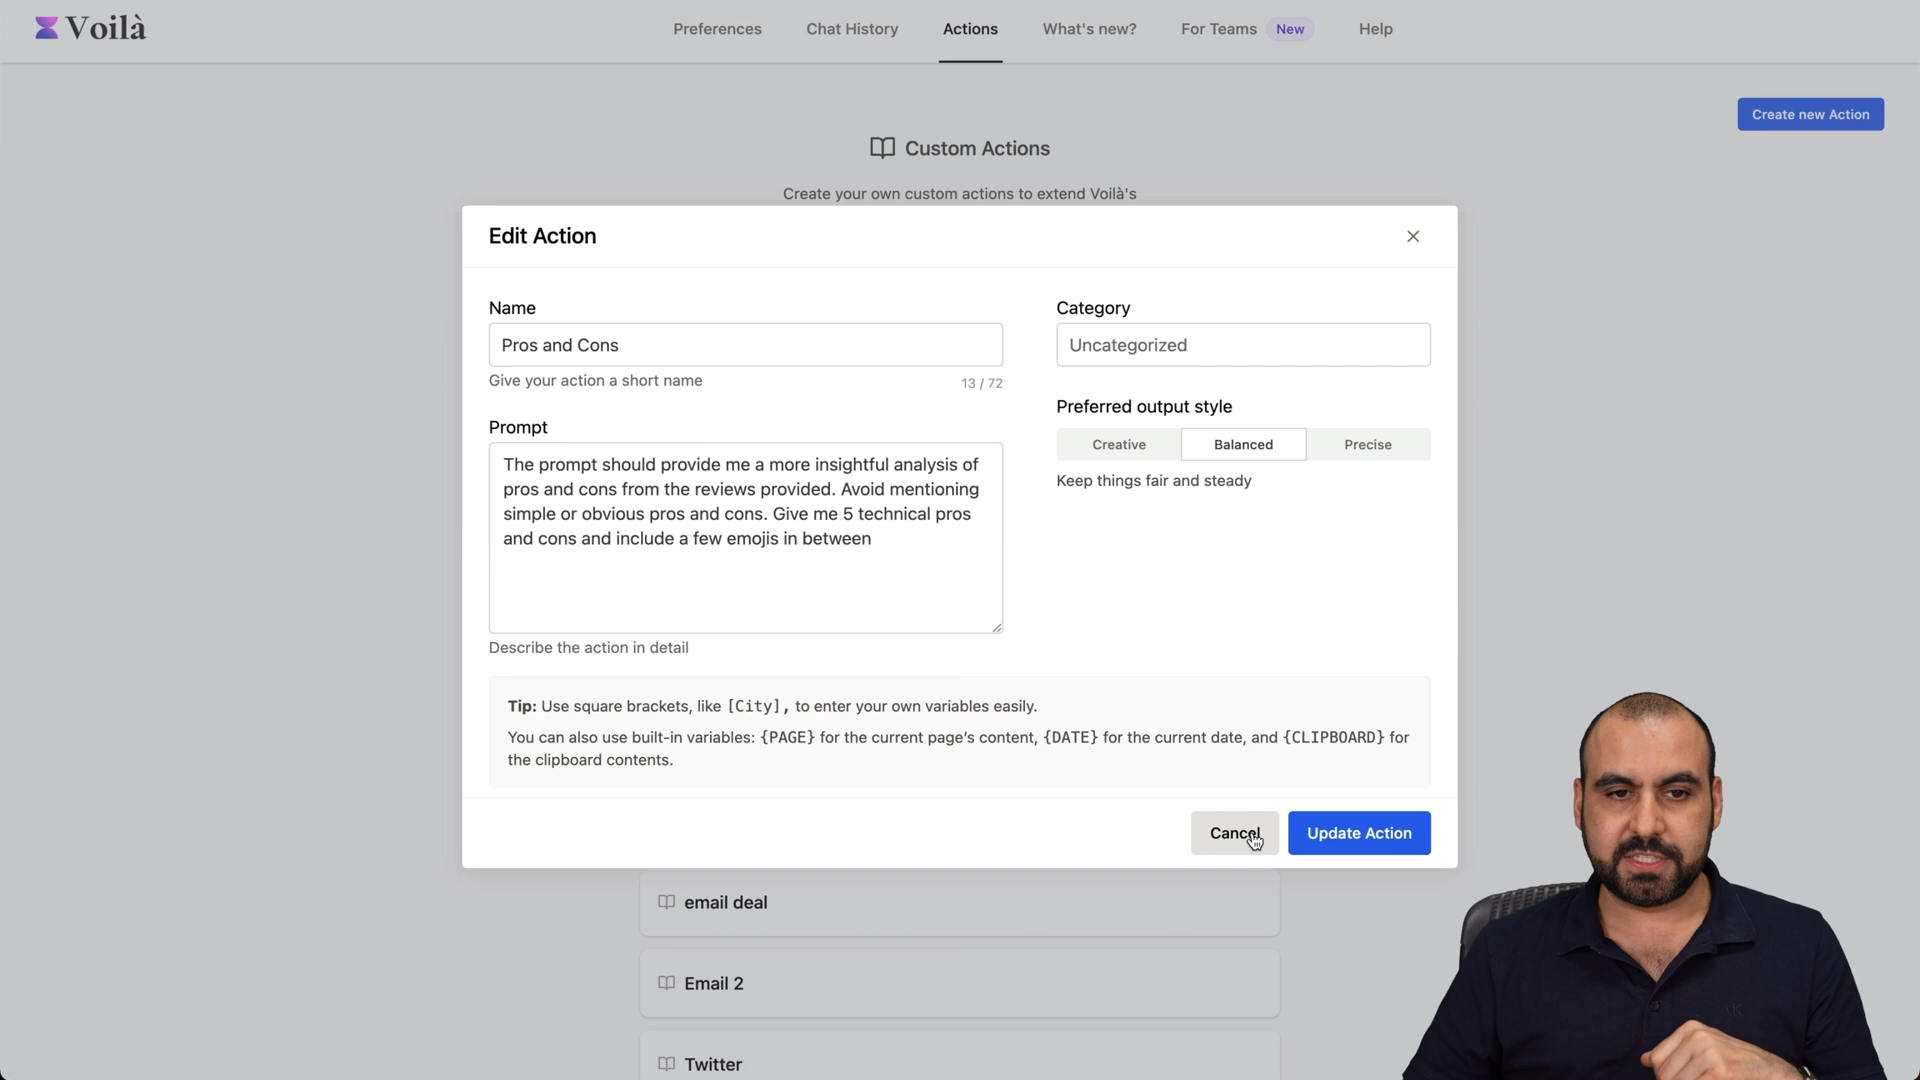 Voilà
Preferences
Chat History
Actions
What's new?
For Teams
New
Help
Create new Action
Custom Actions
Create your own custom actions to extend Voilà's
Edit Action
Name
Pros and Cons
Give your action a short name
13 / 72
Category
Uncategorized
Preferred output style
Creative
Balanced
Precise
Keep things fair and steady
Prompt
The prompt should provide me a more insightful analysis of
pros and cons from the reviews provided. Avoid mentioning
simple or obvious pros and cons. Give me 5 technical pros
and cons and include a few emojis in between
Describe the action in detail
Tip: Use square brackets, like [City], to enter your own variables easily.
You can also use built-in variables: {PAGE} for the current page's content, {DATE} for the current date, and {CLIPBOARD} for
the clipboard contents.
Cancel
Update Action
email deal
Email 2
Twitter